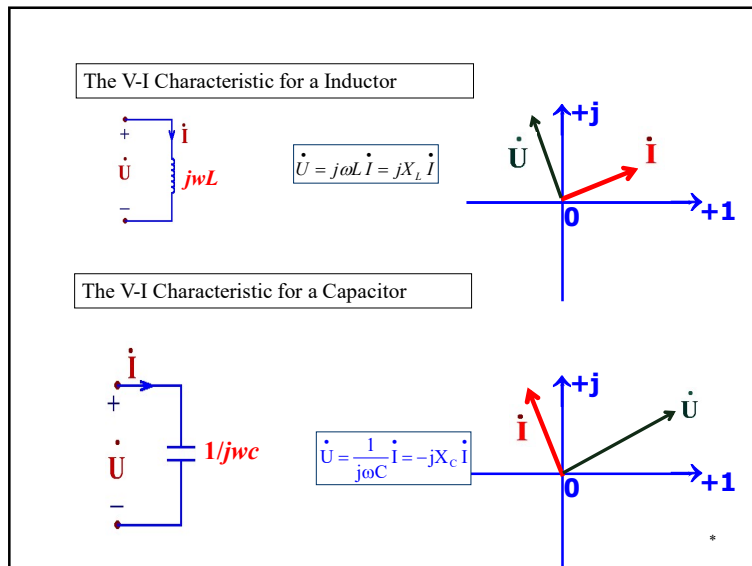 The V-I Characteristic for a Inductor
+j
İ
+
U̇
jwL
U̇ = jωLİ = jX_L İ
U̇
İ
−
0
+1
The V-I Characteristic for a Capacitor
İ
+
+j
U̇
1/jwc
U̇ = 1/jωC İ = -jX_C İ
İ
U̇
−
0
+1
*